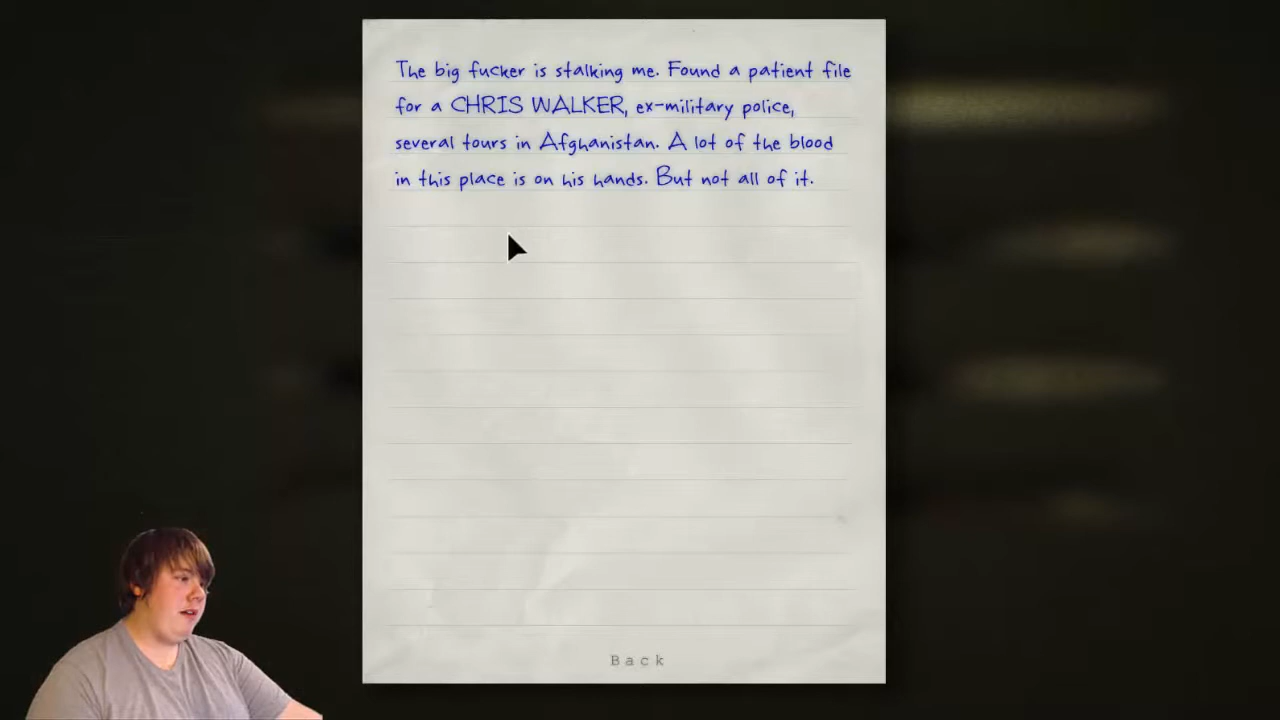 The big fucker is stalking me. Found a patient file
for a CHRIS WALKER, ex-military police,
several tours in Afghanistan. A lot of the blood
in this place is on his hands. But not all of it.
Back